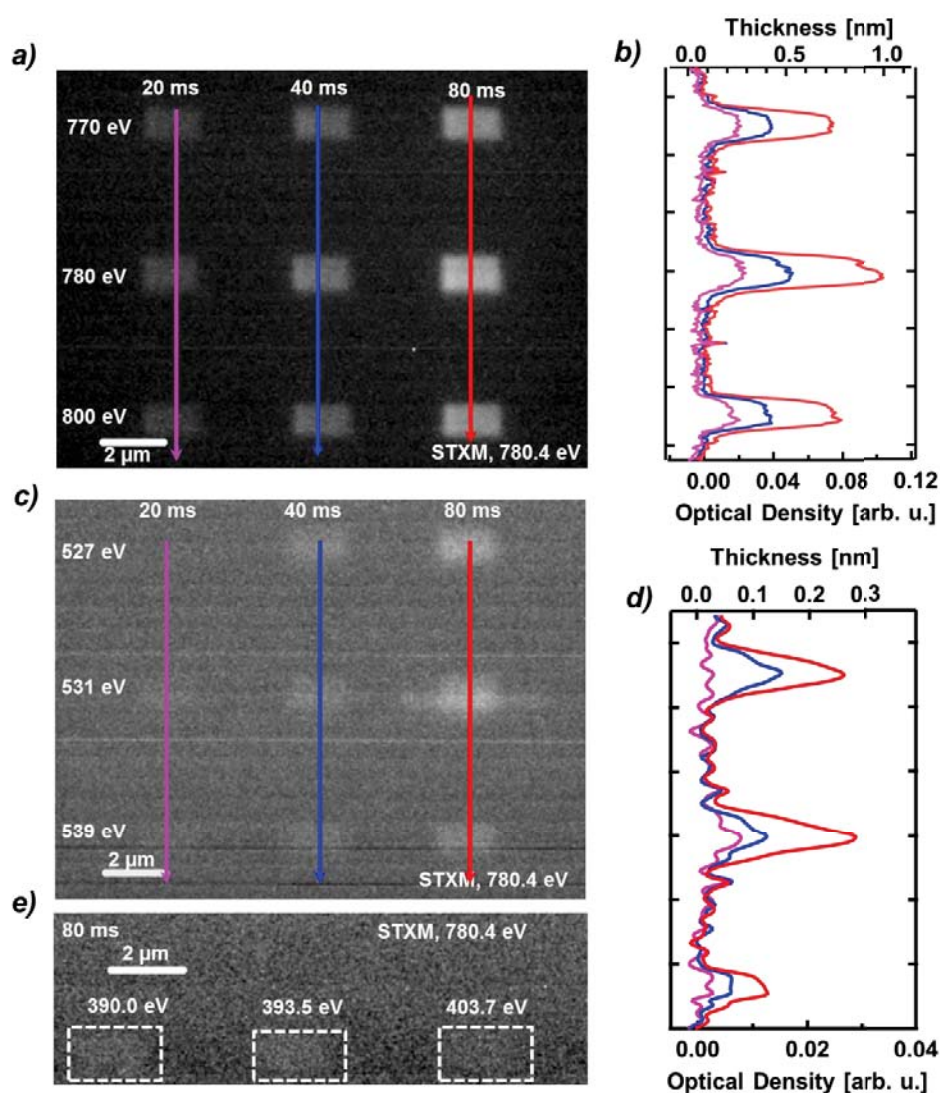 a)
20 ms 40 ms 80 ms
770 eV
780 eV
800 eV
2 µm
STXM, 780.4 eV
b)
Thickness [nm]
0.0 0.5 1.0
0.00 0.04 0.08 0.12
Optical Density [arb. u.]
c)
20 ms 40 ms 80 ms
527 eV
531 eV
539 eV
2 µm
STXM, 780.4 eV
d)
Thickness [nm]
0.0 0.1 0.2 0.3
0.00 0.02 0.04
Optical Density [arb. u.]
e)
80 ms STXM, 780.4 eV
2 µm
390.0 eV 393.5 eV 403.7 eV